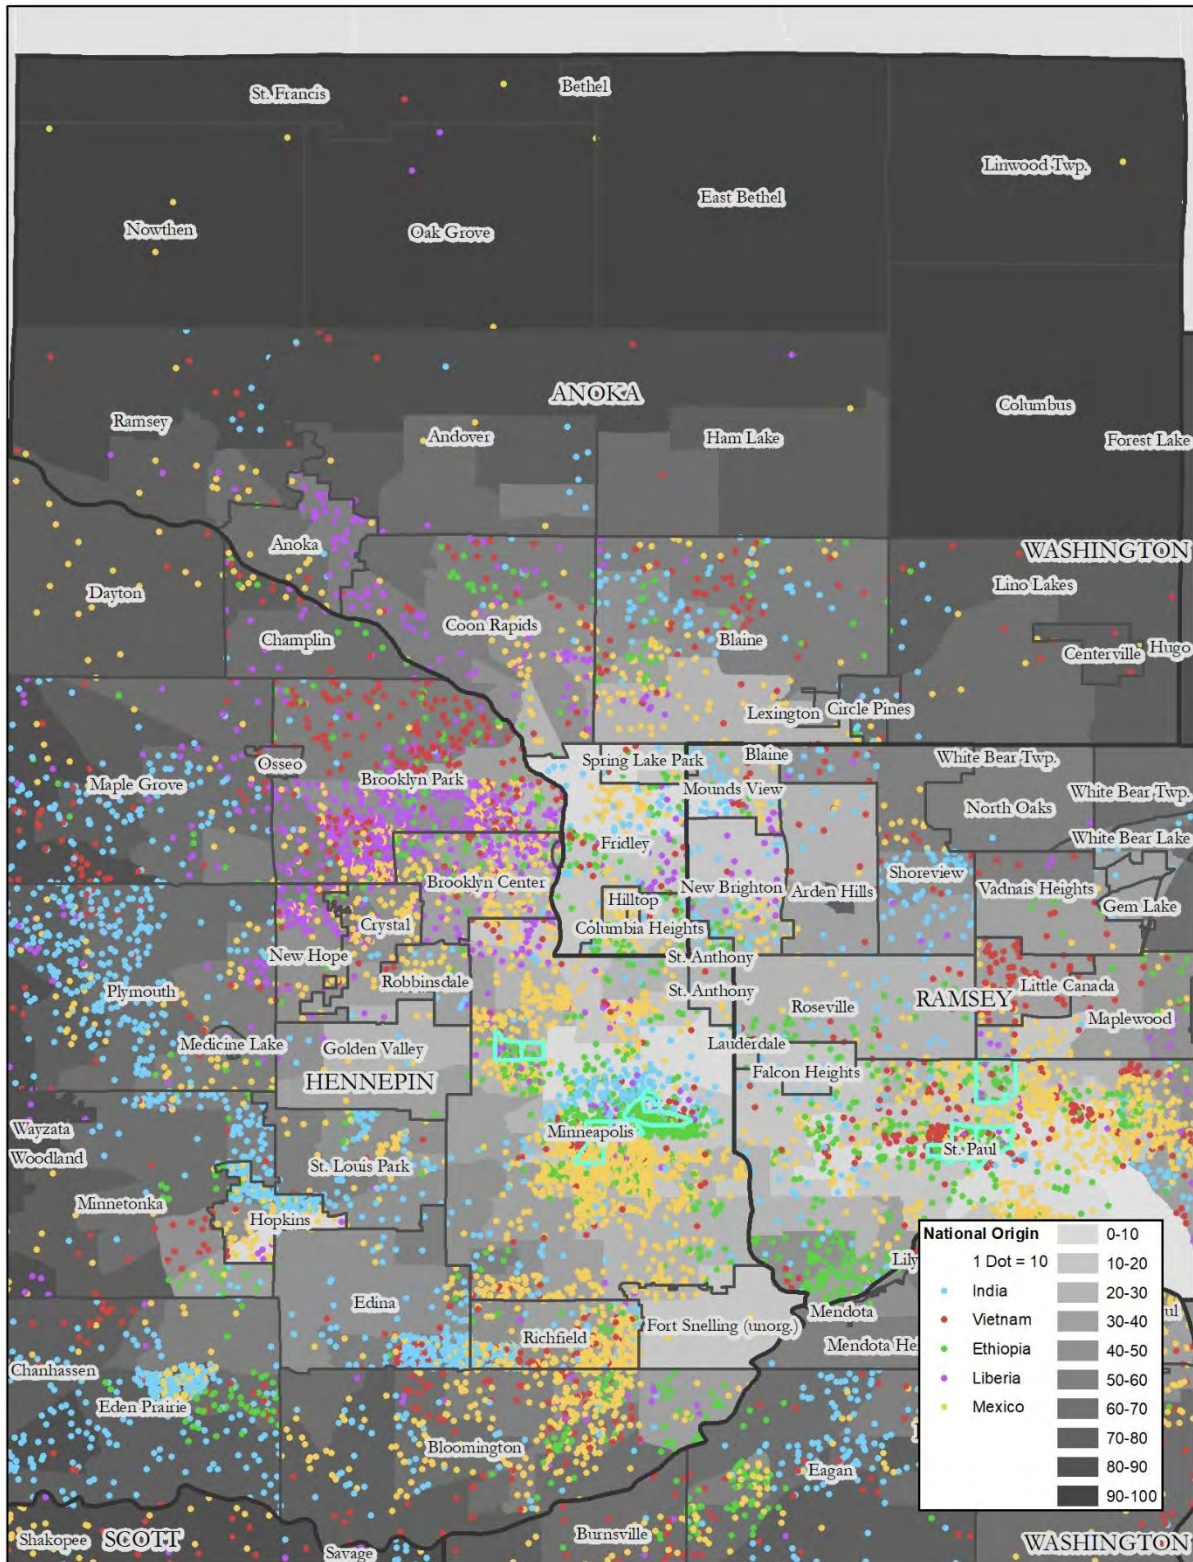 Bethel
St. Francis
Linwood Twp.
East Bethel
Nowthen
Oak Grove
ANOKA
Columbus
Ramsey
Andover
Ham Lake
Forest Lake
Anoka
WASHINGTON
Lino Lakes
Dayton
Coon Rapids
Champlin
Blaine
Centerville
Hugo
Lexington
Circle Pines
Osseo
Spring Lake Park
Blaine
White Bear Twp.
Maple Grove
Brooklyn Park
Mounds View
North Oaks
White Bear Twp.
Fridley
White Bear Lake
Brooklyn Center
New Brighton
Arden Hills
Shoreview
Vadnais Heights
Hilltop
Gem Lake
Crystal
Columbia Heights
New Hope
St. Anthony
Robbinsdale
Plymouth
St. Anthony
Roseville
RAMSEY
Little Canada
Maplewood
Medicine Lake
Golden Valley
Lauderdale
Falcon Heights
HENNEPIN
Wayzata
Minneapolis
Woodland
St. Louis Park
St. Paul
Minnetonka
Hopkins
Lily
Edina
Mendota
Richfield
Fort Snelling (unorg.)
Mendota Hei
ul
Chanhassen
Eden Prairie
Bloomington
Eagan
Shakopee
SCOTT
Burnsville
WASHINGTON
Savage
National Origin
1 Dot = 10
India
Vietnam
Ethiopia
Liberia
Mexico
0-10
10-20
20-30
30-40
40-50
50-60
60-70
70-80
80-90
90-100